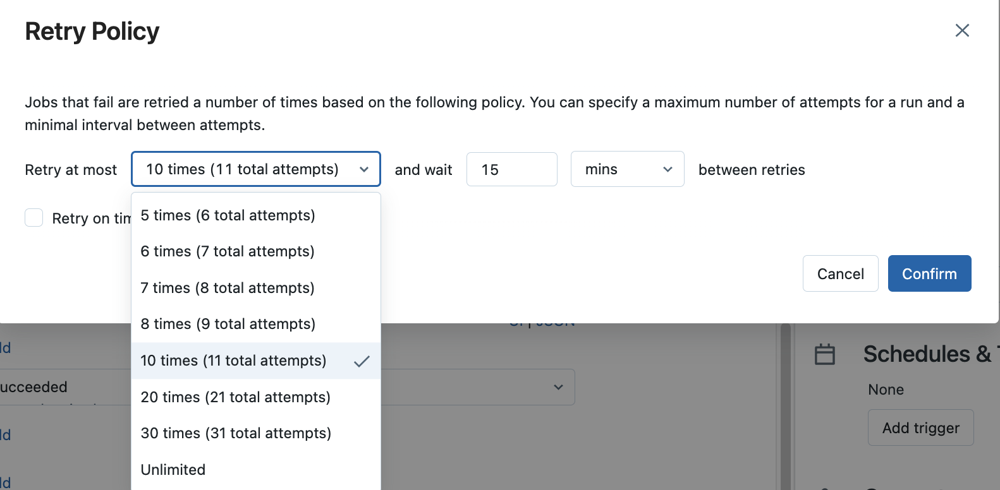 Retry Policy
Jobs that fail are retried a number of times based on the following policy. You can specify a maximum number of attempts for a run and a
minimal interval between attempts.
Retry at most 10 times (11 total attempts) and wait 15 mins between retries
Retry on tim
5 times (6 total attempts)
6 times (7 total attempts)
7 times (8 total attempts)
8 times (9 total attempts)
10 times (11 total attempts)
20 times (21 total attempts)
30 times (31 total attempts)
Unlimited
Cancel Confirm
ucceeded
Schedules &
None
Add trigger